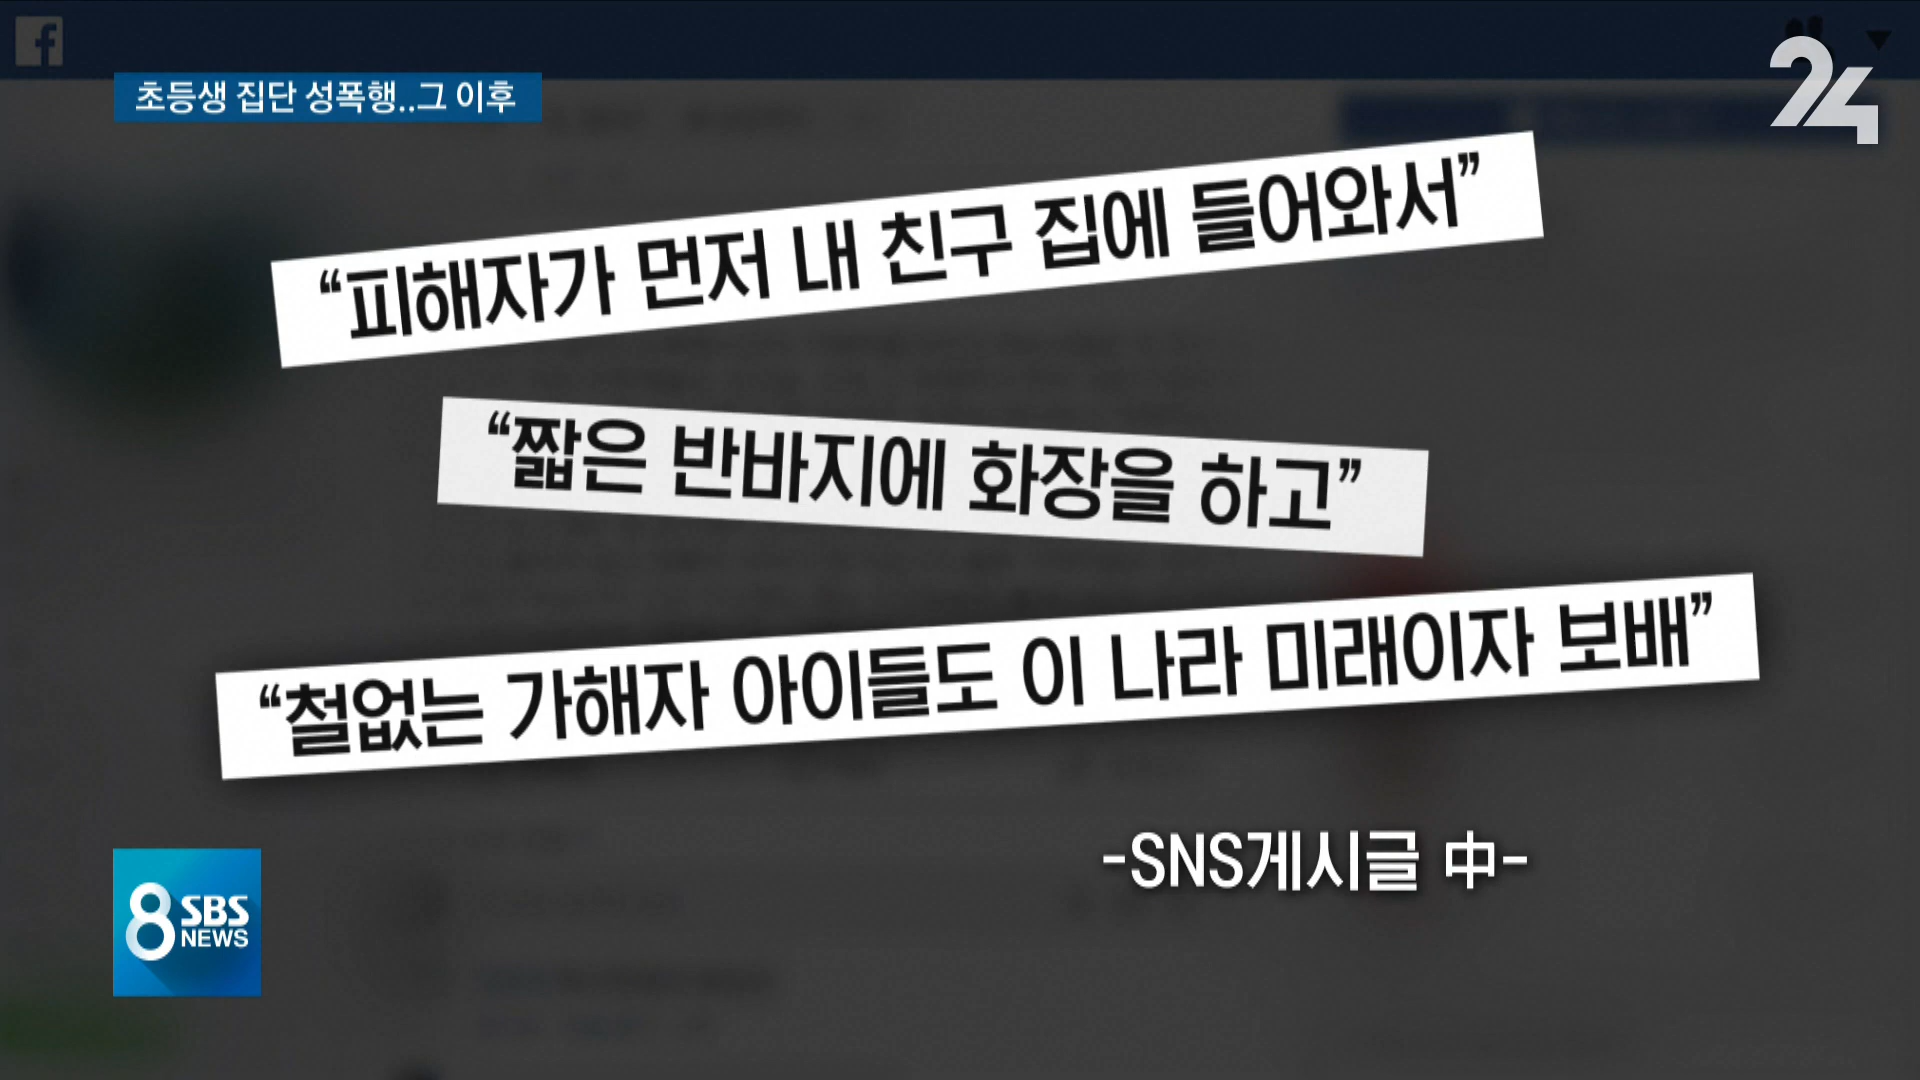 초등생 집단 성폭행..그 이후
24
“피해자가 먼저 내 친구 집에 들어와서”
“짧은 반바지에 화장을 하고”
“철없는 가해자 아이들도 이 나라 미래이자 보배”
-SNS게시글 中-
8 SBS
NEWS